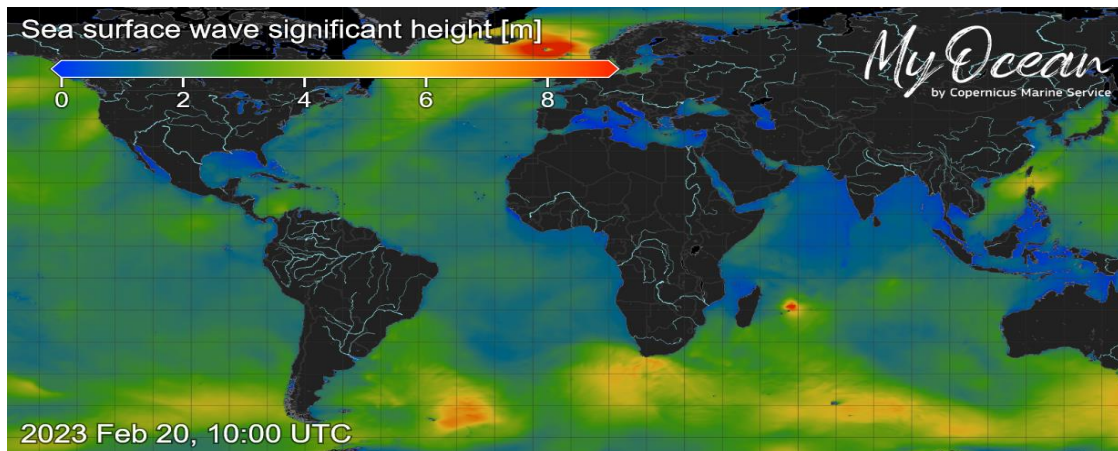 Sea surface wave significant height [m]
0 2 4 6 8
My Ocean
by Copernicus Marine Service
2023 Feb 20, 10:00 UTC